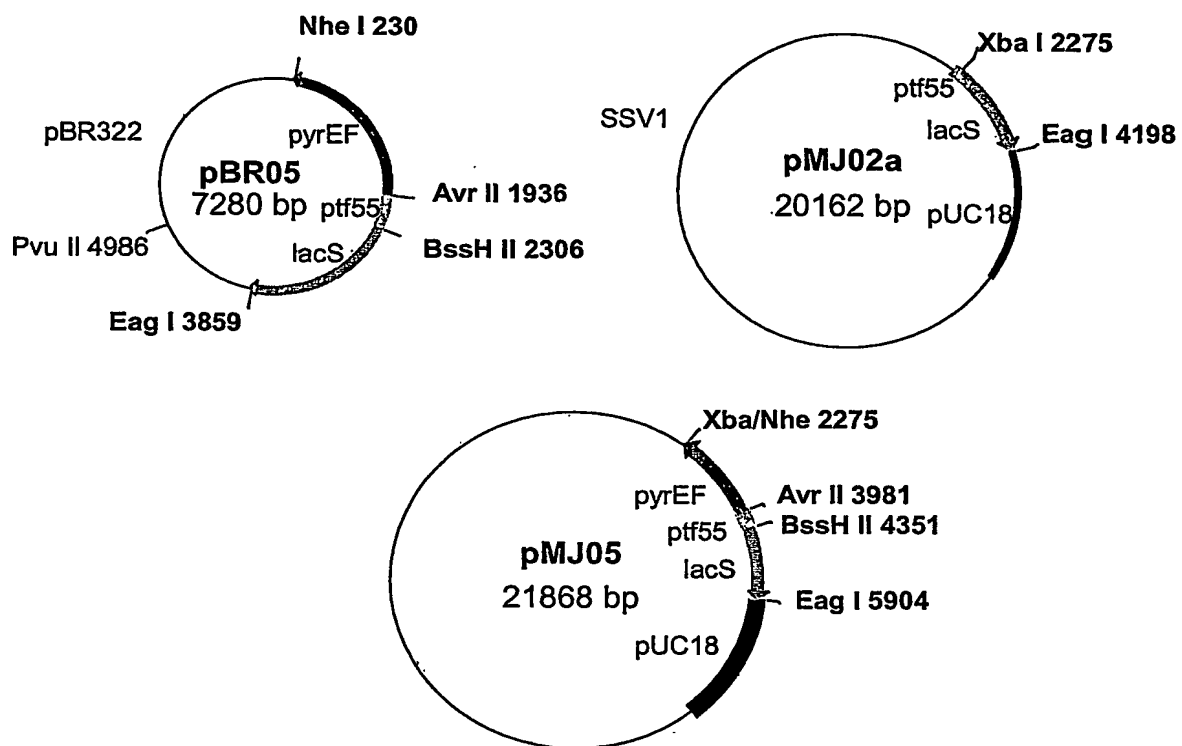 Nhe I 230
pBR322
pyrEF
pBR05
7280 bp
Avr II 1936
ptf55
BssH II 2306
lacS
Pvu II 4986
Eag I 3859
Xba I 2275
SSV1
ptf55
lacS
Eag I 4198
pMJ02a
20162 bp
pUC18
Xba/Nhe 2275
pyrEF
Avr II 3981
ptf55
BssH II 4351
pMJ05
21868 bp
lacS
Eag I 5904
pUC18